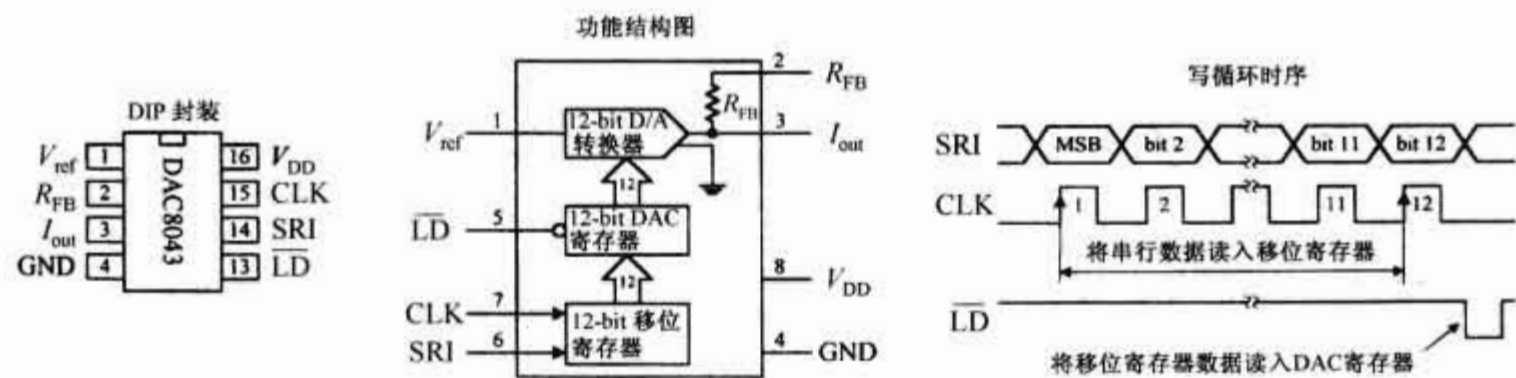 DIP 封装
V_ref 1
R_FB 2
I_out 3
GND 4
DAC8043
16 V_DD
15 CLK
14 SRI
13 L̅D̅
功能结构图
V_ref 1
12-bit D/A
转换器
R_FB
2 R_FB
3 I_out
12
L̅D̅ 5
12-bit DAC
寄存器
12
8 V_DD
CLK 7
SRI 6
12-bit 移位
寄存器
4 GND
写循环时序
SRI MSB bit 2 bit 11 bit 12
CLK 1 2 11 12
将串行数据读入移位寄存器
L̅D̅
将移位寄存器数据读入DAC寄存器